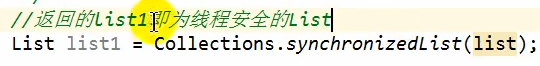 //返回的list1即为线程安全的List
List list1 = Collections.synchronizedList(list);